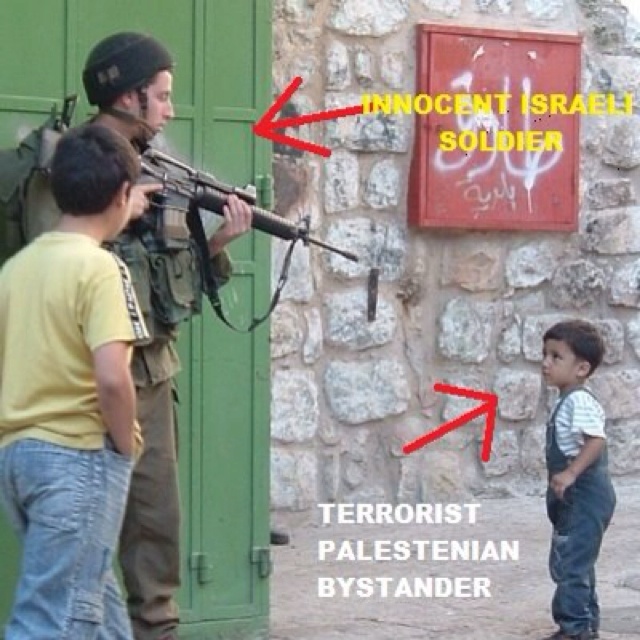 INNOCENT ISRAELI
SOLDIER
TERRORIST
PALESTENIAN
BYSTANDER